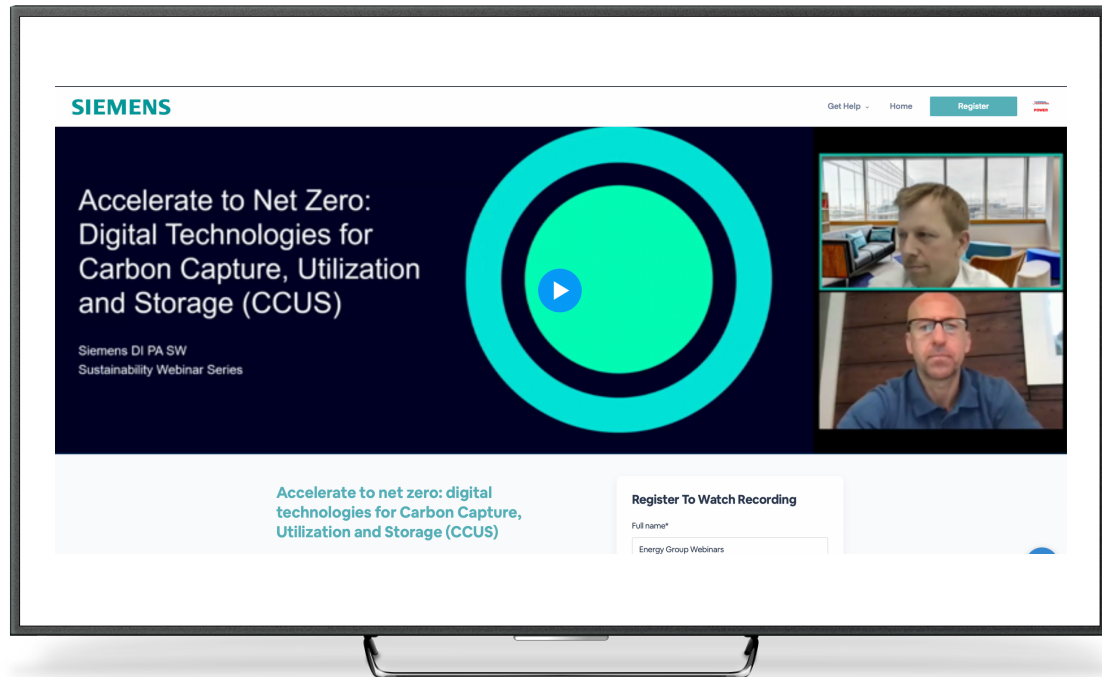 SIEMENS
Get Help
Home
Register
POWER
Accelerate to Net Zero:
Digital Technologies for
Carbon Capture, Utilization
and Storage (CCUS)
Siemens DI PA SW
Sustainability Webinar Series
Accelerate to net zero: digital
technologies for Carbon Capture,
Utilization and Storage (CCUS)
Register To Watch Recording
Full name*
Energy Group Webinars